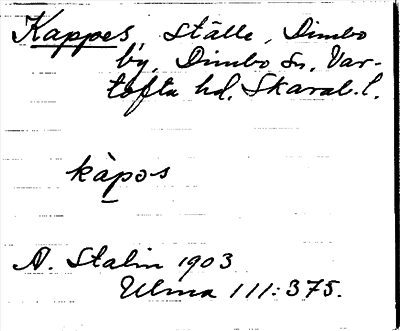 Kappes, Ställe, Dimbo
by, Dimbo sn, Var-
tofta hd, Skarab.l.
kàpos
A. Stalin 1903
Ulma 111:375.